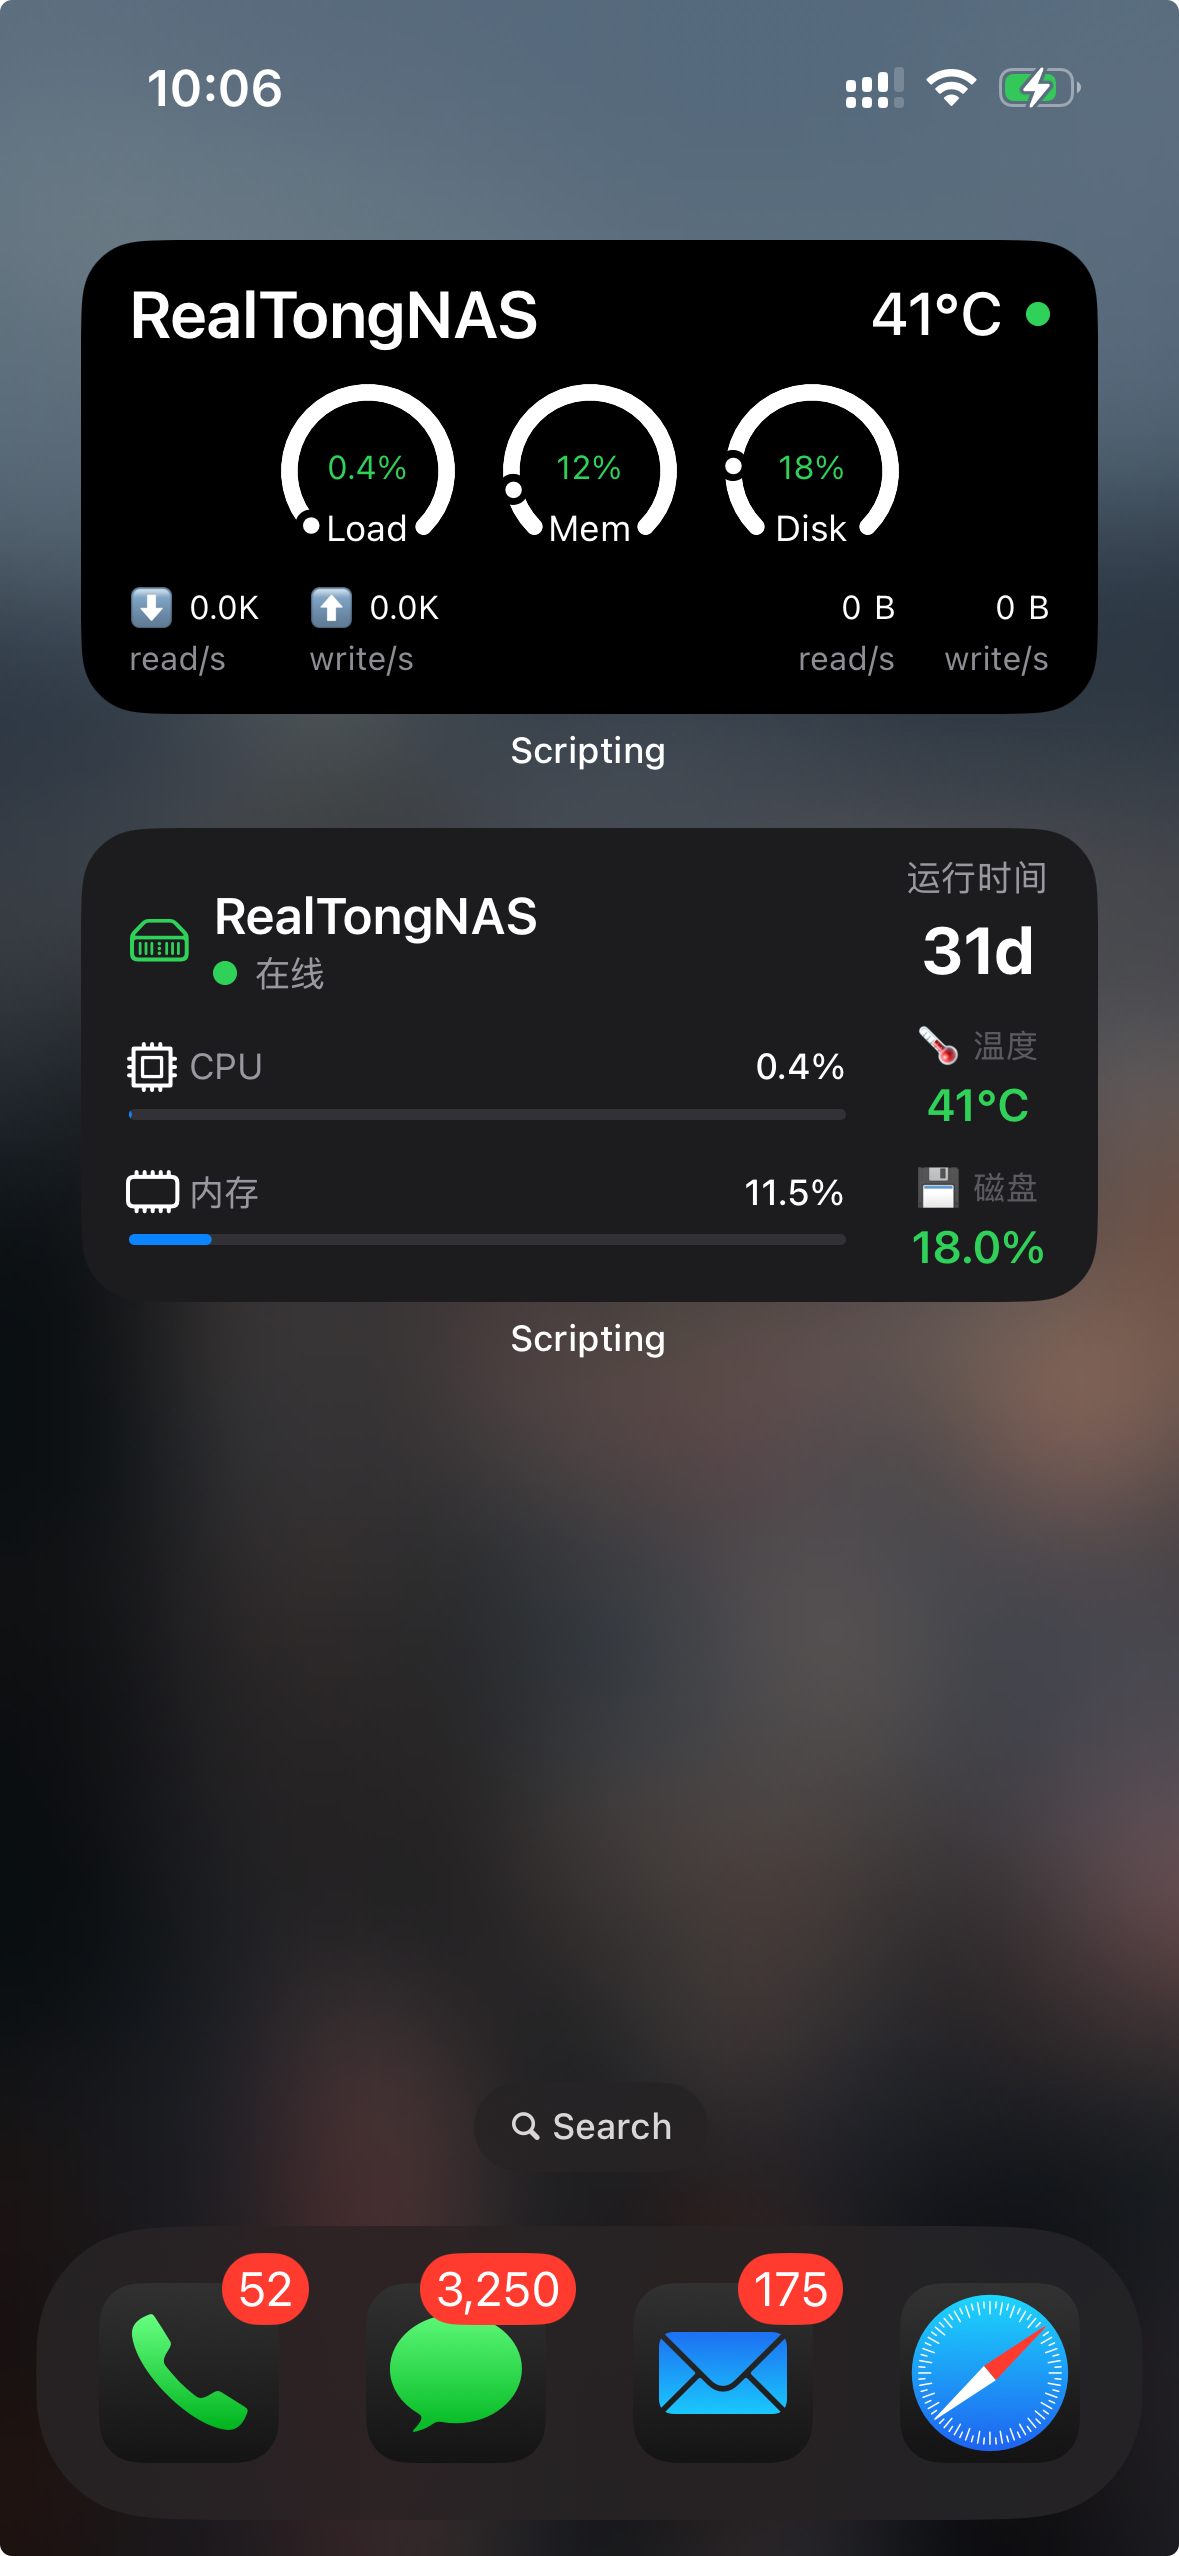 10:06
RealTongNAS 41°C
0.4% 12% 18%
Load Mem Disk
0.0K 0.0K 0 B 0 B
read/s write/s read/s write/s
Scripting
运行时间
RealTongNAS
31d
在线
温度
CPU 0.4%
41°C
磁盘
内存 11.5%
18.0%
Scripting
Search
52 3,250 175